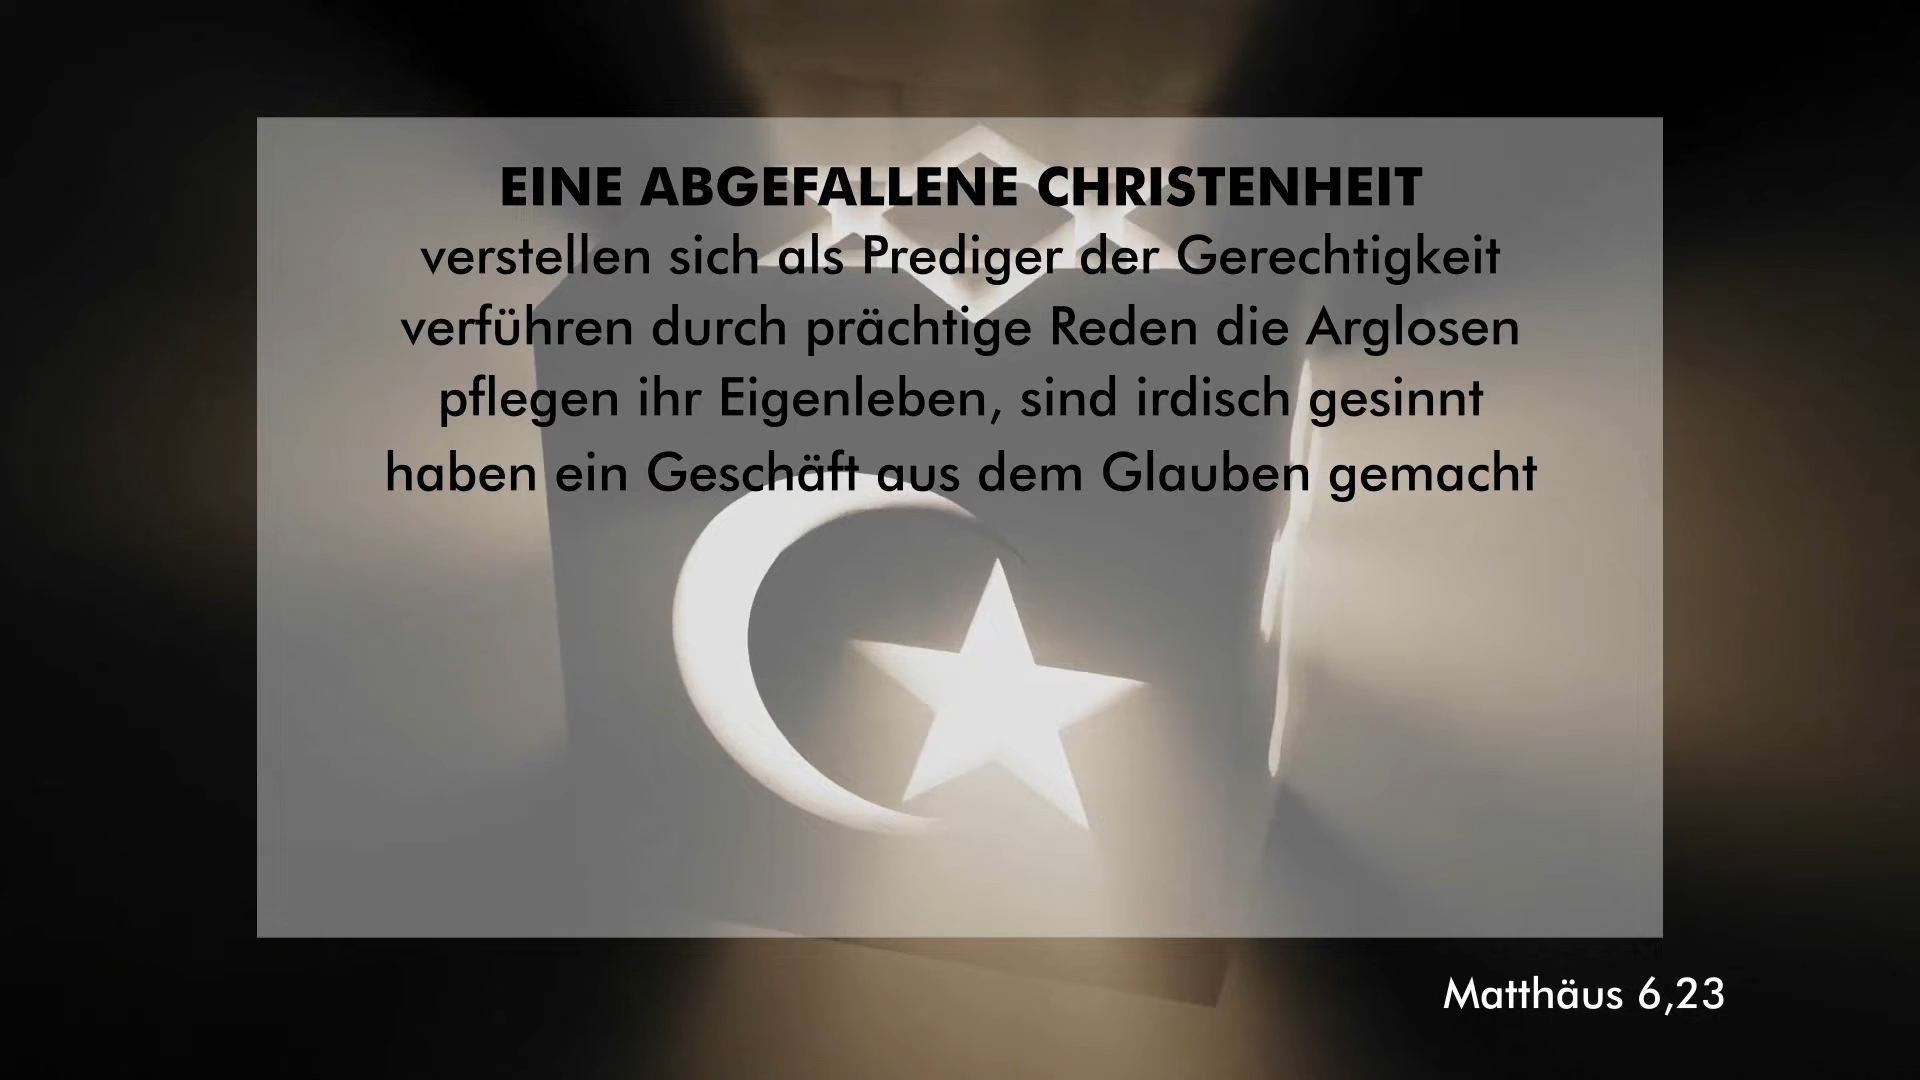 EINE ABGEFALLENE CHRISTENHEIT
verstellen sich als Prediger der Gerechtigkeit
verführen durch prächtige Reden die Arglosen
pflegen ihr Eigenleben, sind irdisch gesinnt
haben ein Geschäft aus dem Glauben gemacht
Matthäus 6,23